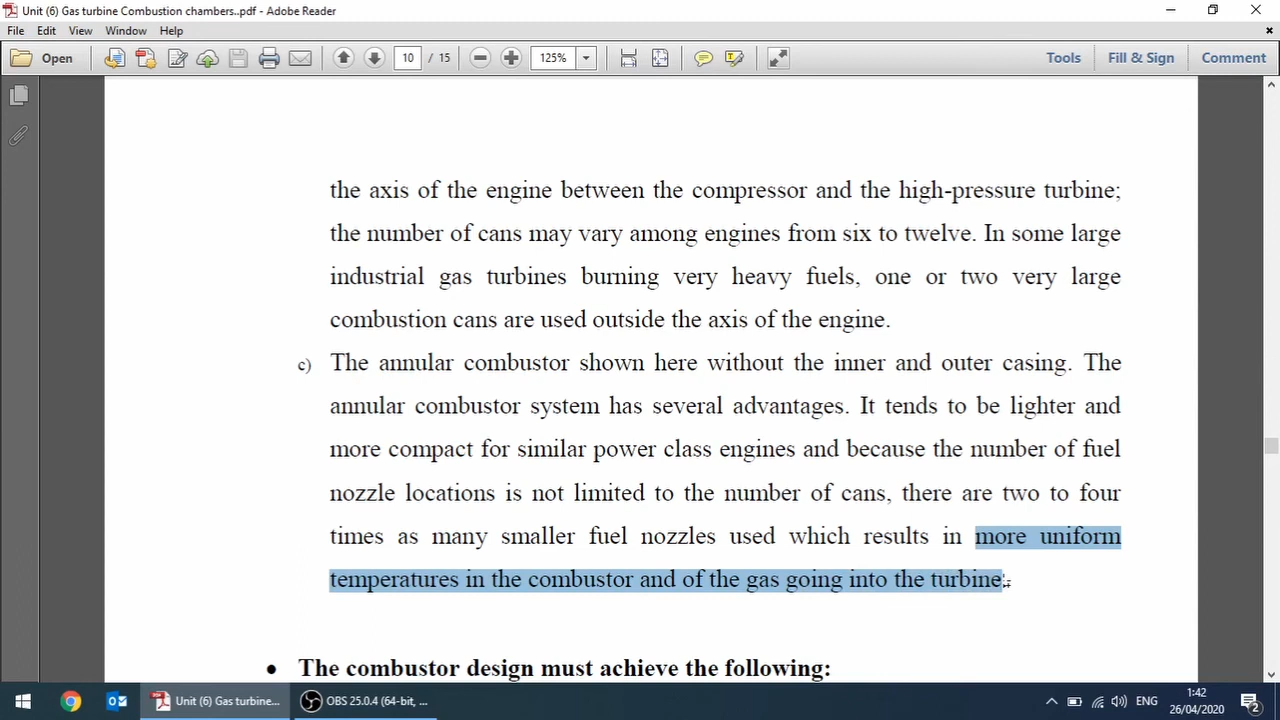 Unit (6) Gas turbine Combustion chambers..pdf - Adobe Reader
File Edit View Window Help
Open 10 / 15 125% Tools Fill & Sign Comment
the axis of the engine between the compressor and the high-pressure turbine;
the number of cans may vary among engines from six to twelve. In some large
industrial gas turbines burning very heavy fuels, one or two very large
combustion cans are used outside the axis of the engine.
c) The annular combustor shown here without the inner and outer casing. The
annular combustor system has several advantages. It tends to be lighter and
more compact for similar power class engines and because the number of fuel
nozzle locations is not limited to the number of cans, there are two to four
times as many smaller fuel nozzles used which results in more uniform
temperatures in the combustor and of the gas going into the turbine.
• The combustor design must achieve the following:
Unit (6) Gas turbine... OBS 25.0.4 (64-bit, ... ENG 1:42
26/04/2020 2